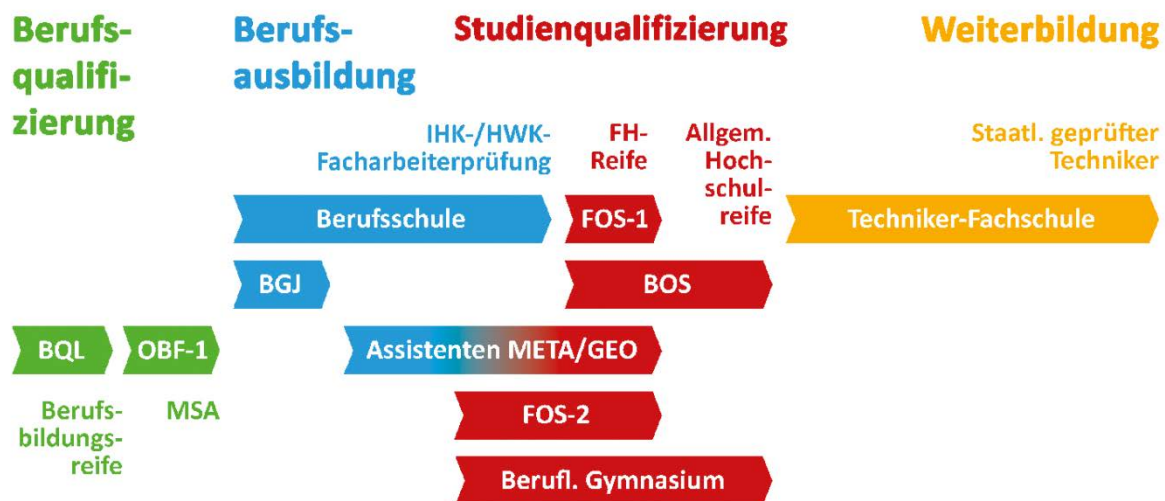 Berufs-
qualifi-
zierung
Berufs-
ausbildung
Studienqualifizierung
Weiterbildung
IHK-/HWK-
Facharbeiterprüfung
FH-
Reife
Allgem.
Hoch-
schul-
reife
Staatl. geprüfter
Techniker
Berufsschule
FOS-1
Techniker-Fachschule
BGJ
BOS
BQL
OBF-1
Assistenten META/GEO
Berufs-
bildungs-
reife
MSA
FOS-2
Berufl. Gymnasium